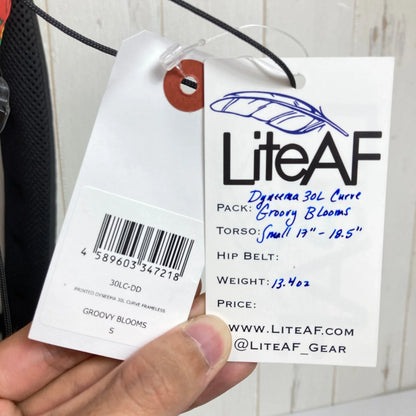 LiteAF
PACK: Dyneema 30L Curve
Groovy Blooms
TORSO: Small 17" - 18.5"
HIP BELT:
WEIGHT: 13.4oz
PRICE:
WWW.LITEAF.COM
@LITEAF_GEAR
4 589603 347218
30LC-DD
PRINTED DYNEEMA 30L CURVE FRAMELESS
GROOVY BLOOMS
S